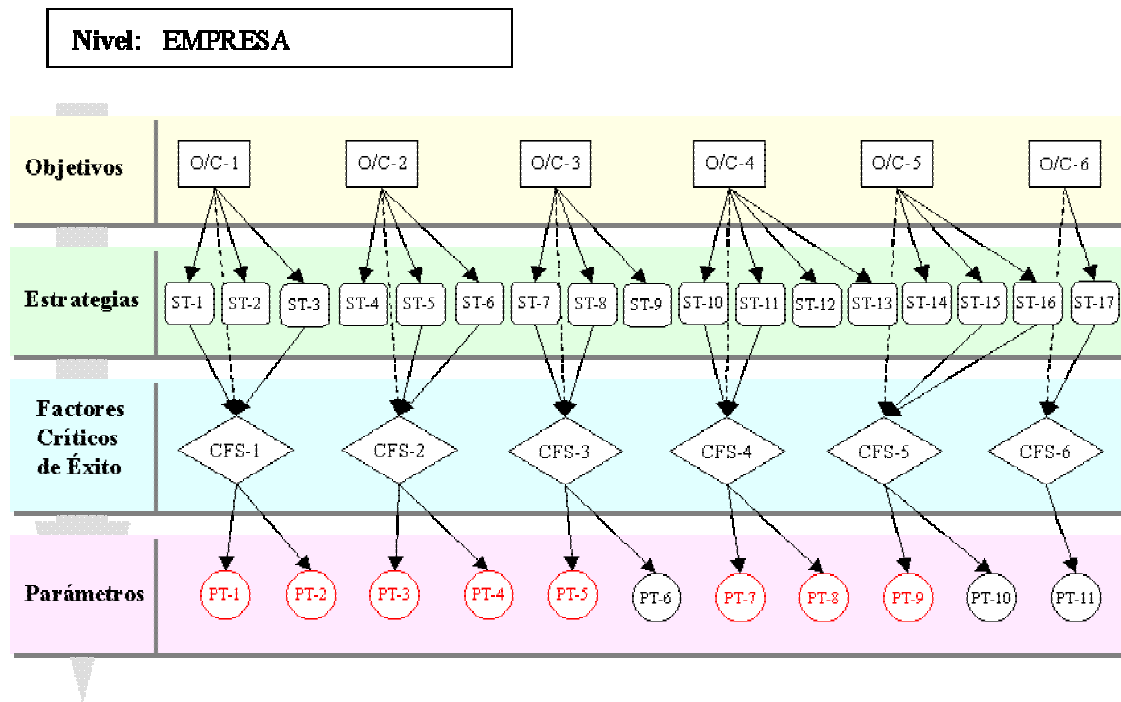 Nivel: EMPRESA
Objetivos
O/C-1
O/C-2
O/C-3
O/C-4
O/C-5
O/C-6
Estrategias
ST-1
ST-2
ST-3
ST-4
ST-5
ST-6
ST-7
ST-8
ST-9
ST-10
ST-11
ST-12
ST-13
ST-14
ST-15
ST-16
ST-17
Factores
Críticos
de Éxito
CFS-1
CFS-2
CFS-3
CFS-4
CFS-5
CFS-6
Parámetros
PT-1
PT-2
PT-3
PT-4
PT-5
PT-6
PT-7
PT-8
PT-9
PT-10
PT-11